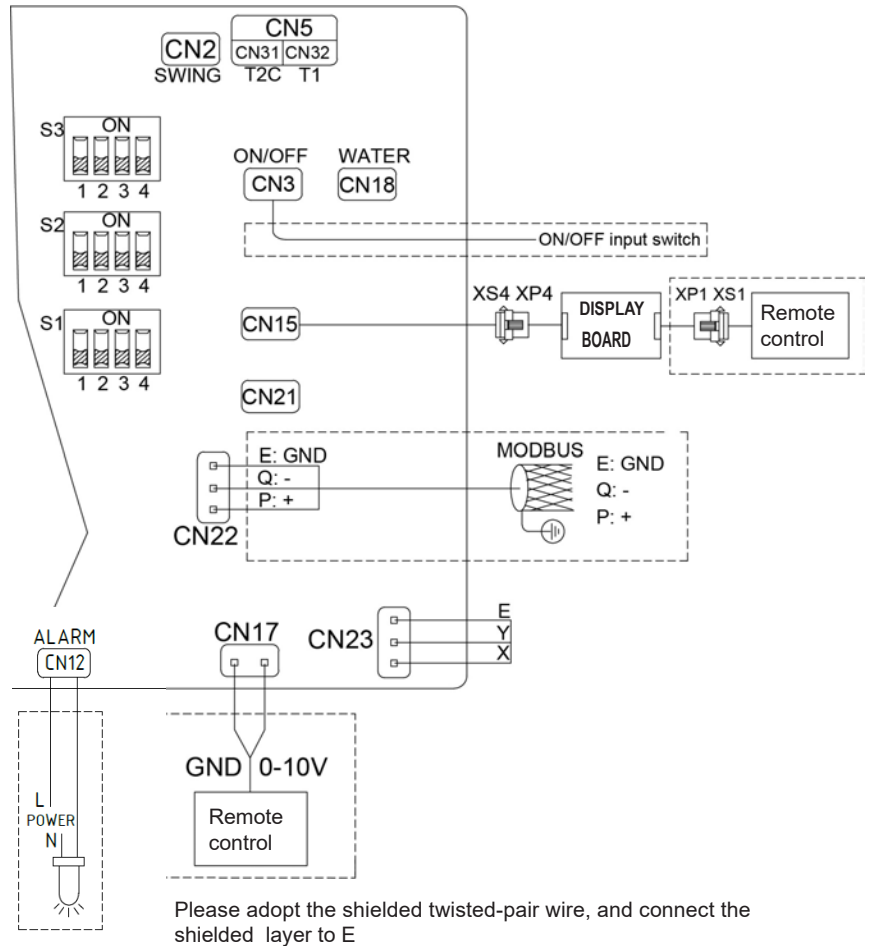 CN5
CN2
CN31 CN32
SWING
T2C T1
S3
ON
1 2 3 4
ON/OFF
WATER
CN3
CN18
S2
ON
1 2 3 4
ON/OFF input switch
XS4 XP4
XP1 XS1
S1
ON
1 2 3 4
CN15
DISPLAY
BOARD
Remote
control
CN21
E: GND
Q: -
P: +
CN22
MODBUS
E: GND
Q: -
P: +
ALARM
CN12
CN17
CN23
E
Y
X
L
POWER
N
GND 0-10V
Remote
control
Please adopt the shielded twisted-pair wire, and connect the
shielded layer to E